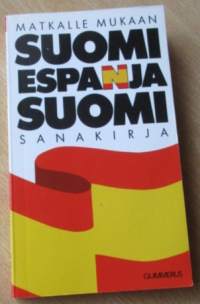 MATKALLE MUKAAN
SUOMI
ESPANJA
SUOMI
SANAKIRJA
GUMMERUS